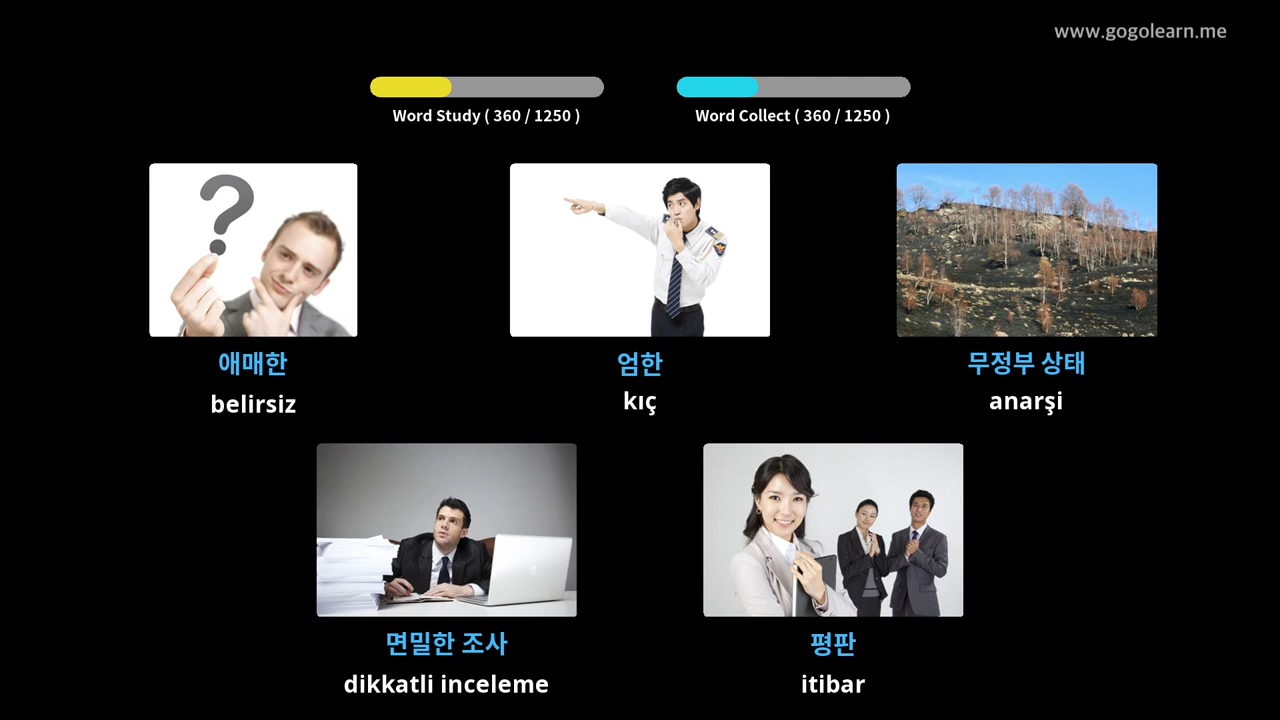 www.gogolearn.me
Word Study ( 360 / 1250 )
Word Collect ( 360 / 1250 )
애매한
belirsiz
엄한
kıç
무정부 상태
anarşi
면밀한 조사
dikkatli inceleme
평판
itibar